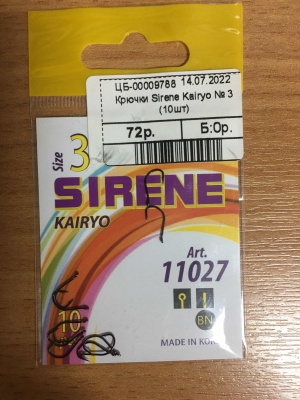 ЦБ-00009788 14.07.2022
Крючки Sirene Kairyo № 3
(10шт)
72р.
Б:0р.
Size 3
SIRENE
KAIRYO
Art.
11027
10
BN
MADE IN KOR